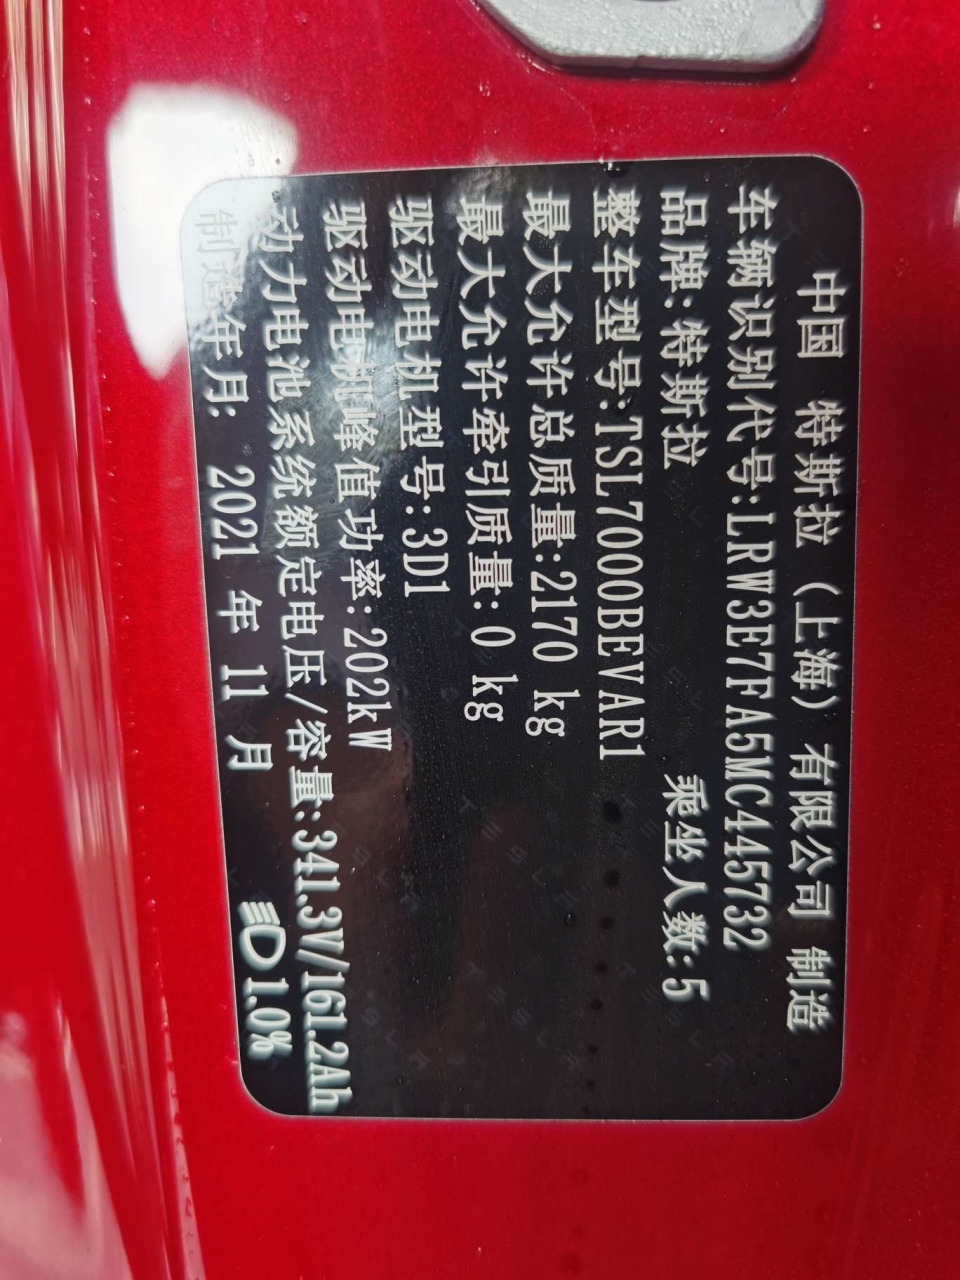 中国 特斯拉（上海）有限公司 制造
车辆识别代号:LRW3E7FA5MC445732
品牌:特斯拉 乘坐人数:5
整车型号:TSL7000BEVAR1
最大允许总质量:2170 kg
最大允许牵引质量:0 kg
驱动电机型号:3D1
驱动电机峰值功率:202kW
动力电池系统额定电压/容量:341.3V/161.2Ah
制造年月: 2021 年 11 月 1.0%